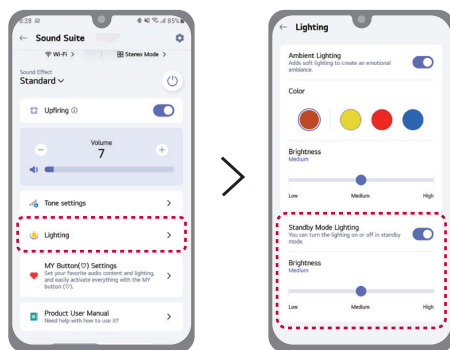 8:28
85%
← Sound Suite
Wi-Fi >
Stereo Mode >
Sound Effect
Standard
Upfiring
Volume
7
Tone settings >
Lighting >
MY Button(♡) Settings
Set your favorite audio content and lighting,
and easily activate everything with the MY
button (♡).
Product User Manual
Need help with how to use it?
← Lighting
Ambient Lighting
Adds soft lighting to create an emotional
ambience.
Color
Brightness
Medium
Low Medium High
Standby Mode Lighting
You can turn the lighting on or off in standby
mode.
Brightness
Medium
Low Medium High